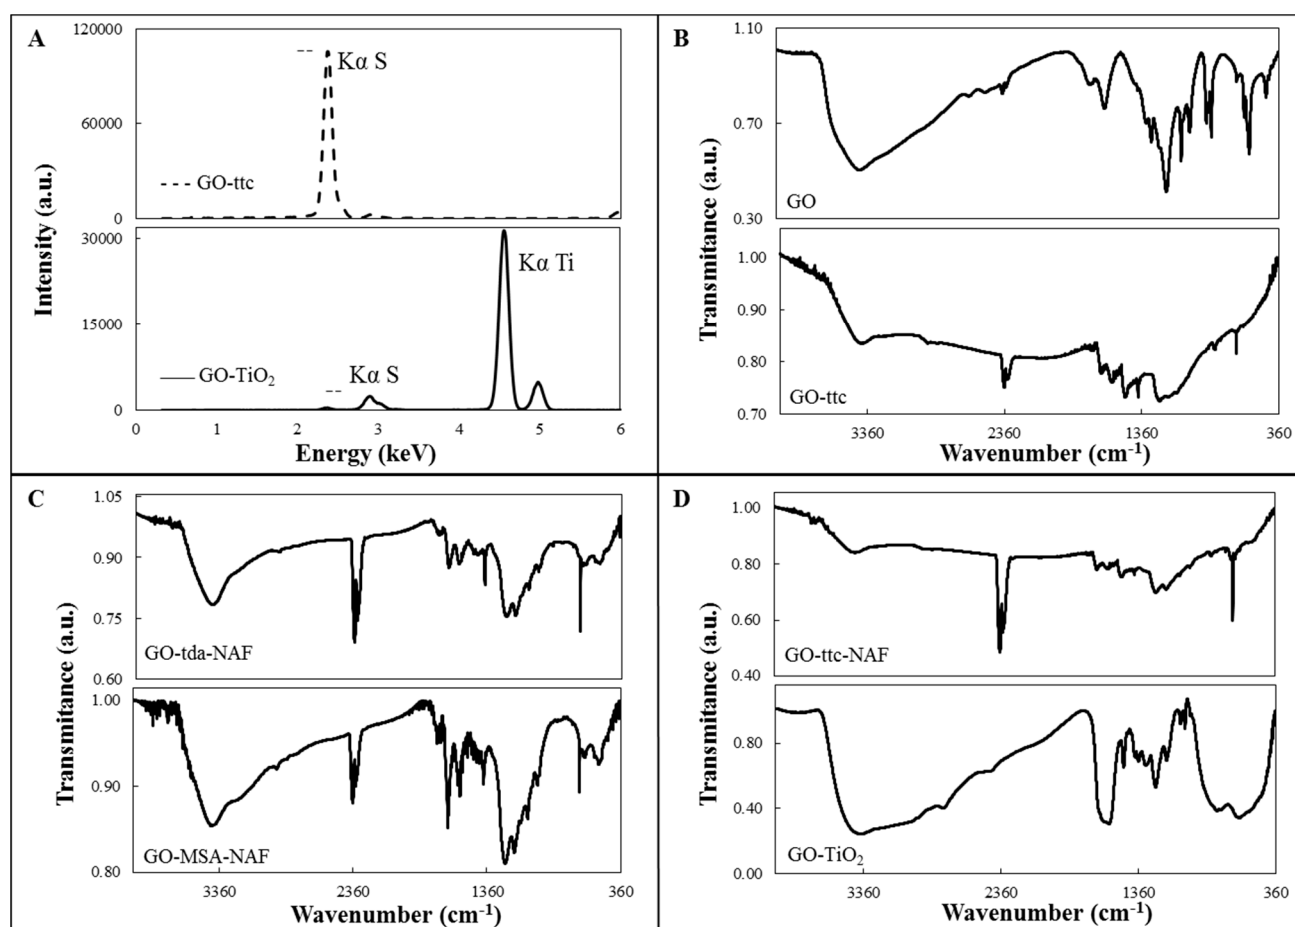 A
120000
60000
0
Kα S
GO-ttc
30000
15000
0
Kα Ti
Kα S
GO-TiO₂
0 1 2 3 4 5 6
Intensity (a.u.)
Energy (keV)
B
1.10
0.70
0.30
GO
1.00
0.90
0.80
0.70
GO-ttc
3360 2360 1360 360
Transmitance (a.u.)
Wavenumber (cm⁻¹)
C
1.05
0.90
0.75
0.60
GO-tda-NAF
1.00
0.90
0.80
GO-MSA-NAF
3360 2360 1360 360
Transmitance (a.u.)
Wavenumber (cm⁻¹)
D
1.00
0.80
0.60
0.40
GO-ttc-NAF
0.80
0.40
0.00
GO-TiO₂
3360 2360 1360 360
Transmitance (a.u.)
Wavenumber (cm⁻¹)